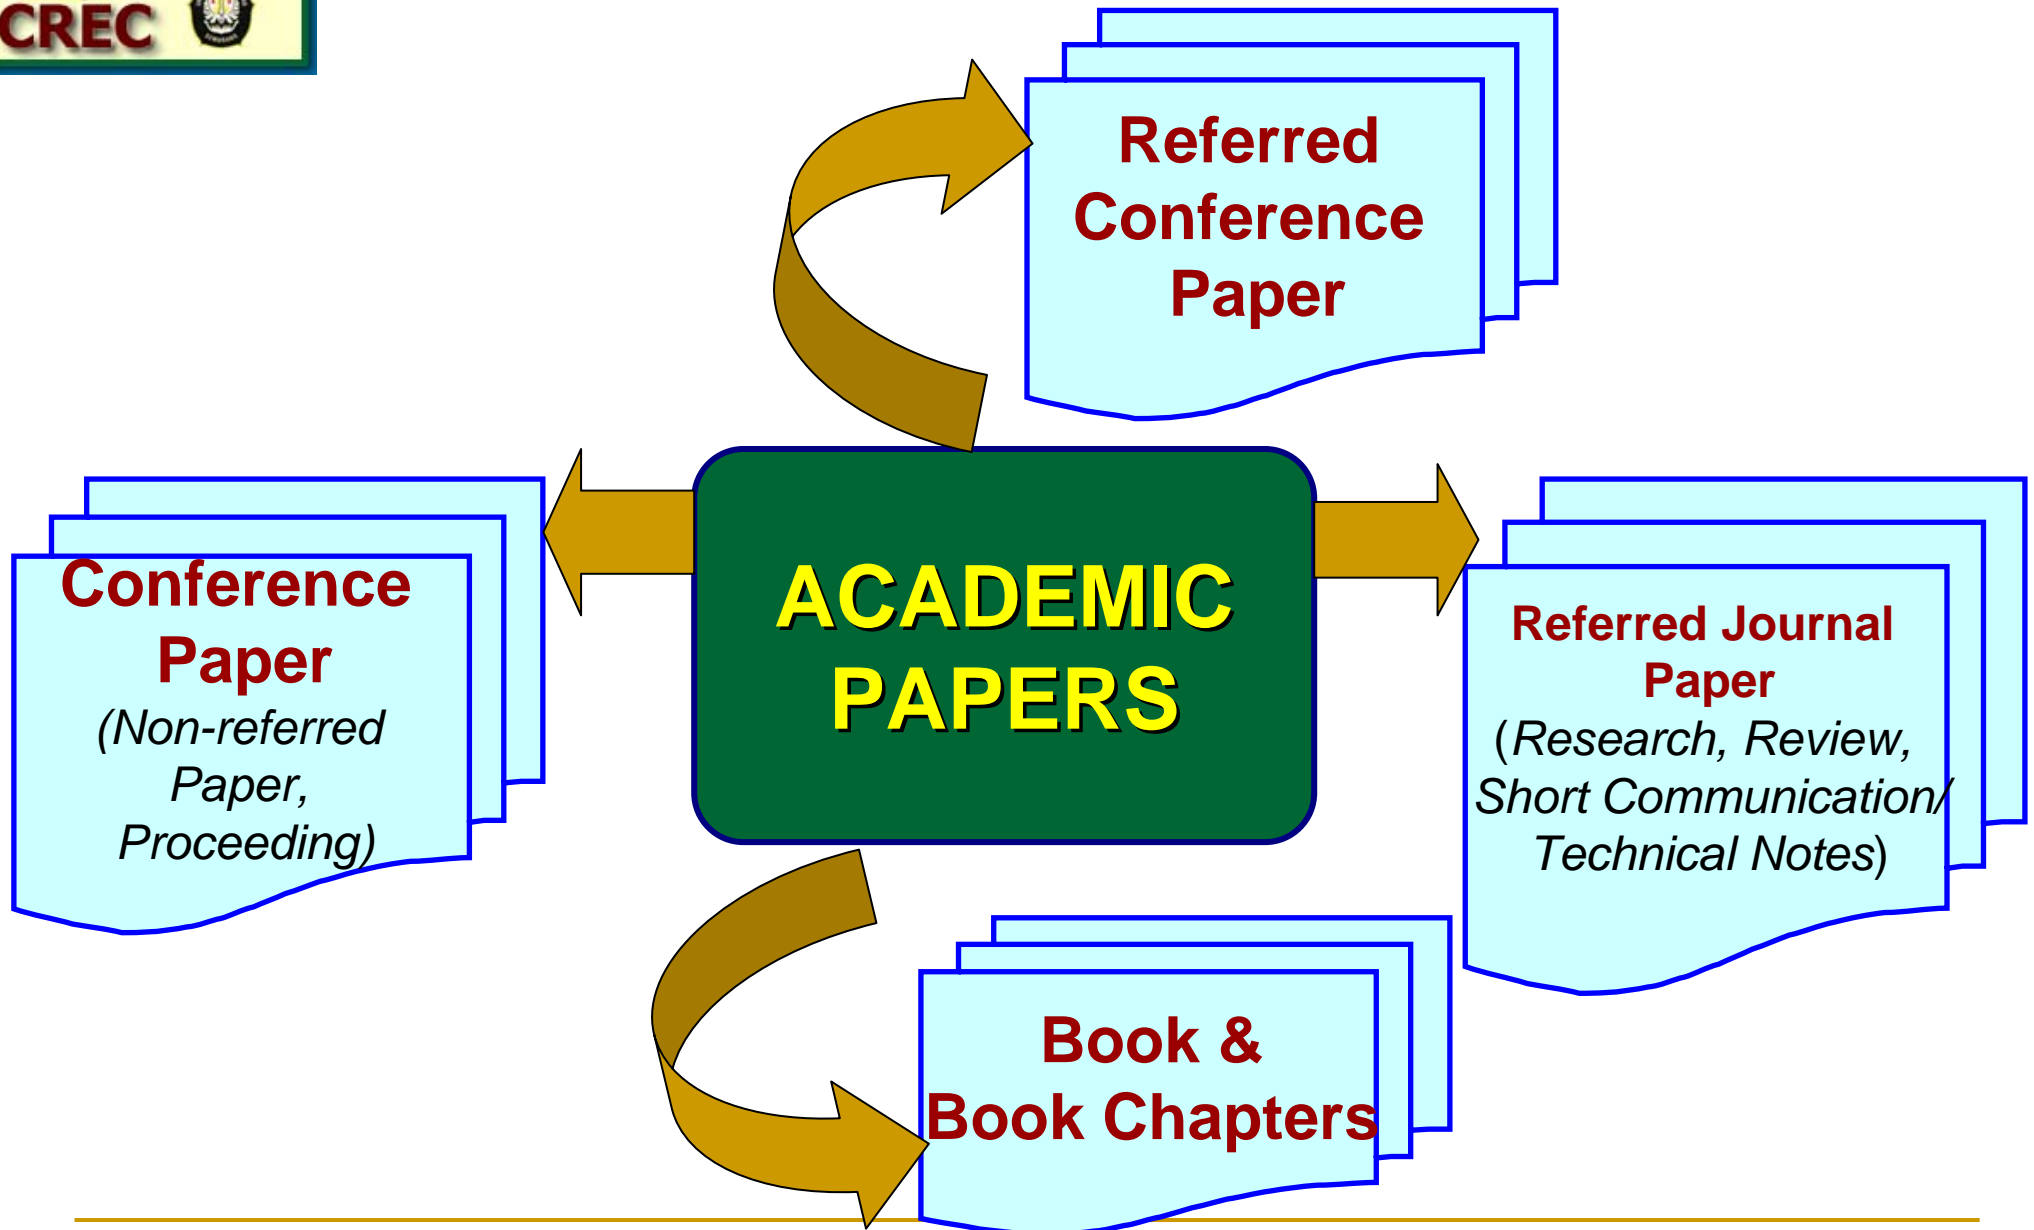 CREC
Referred
Conference
Paper
Conference
Paper
(Non-referred
Paper,
Proceeding)
ACADEMIC
PAPERS
Referred Journal
Paper
(Research, Review,
Short Communication/
Technical Notes)
Book &
Book Chapters